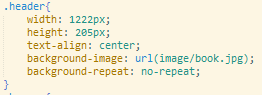 .header{
width: 1222px;
height: 205px;
text-align: center;
background-image: url(image/book.jpg);
background-repeat: no-repeat;
}